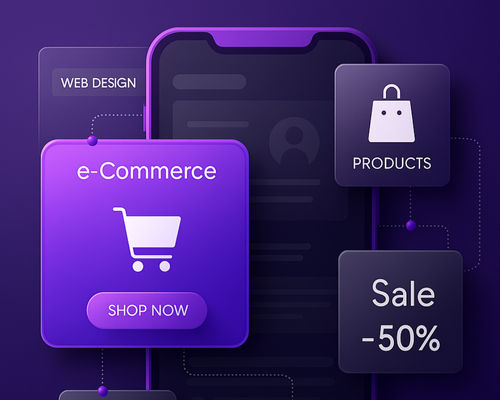 WEB DESIGN
e-Commerce
SHOP NOW
PRODUCTS
Sale
-50%